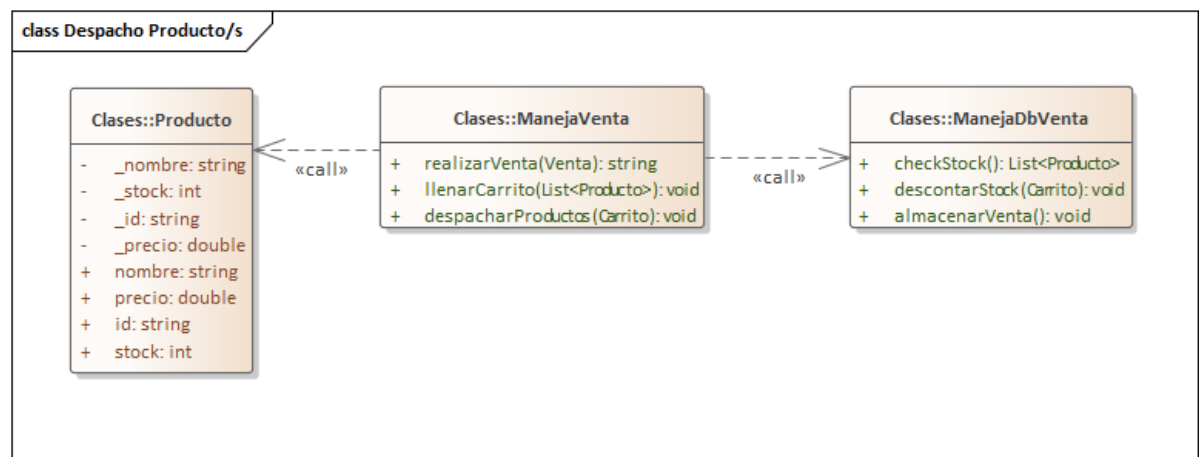 class Despacho Producto/s
Clases::Producto
- _nombre: string
- _stock: int
- _id: string
- _precio: double
+ nombre: string
+ precio: double
+ id: string
+ stock: int
«call»
Clases::ManejaVenta
+ realizarVenta(Venta): string
+ llenarCarrito(List<Producto>): void
+ despacharProductos(Carrito): void
«call»
Clases::ManejaDbVenta
+ checkStock(): List<Producto>
+ descontarStock(Carrito): void
+ almacenarVenta(): void